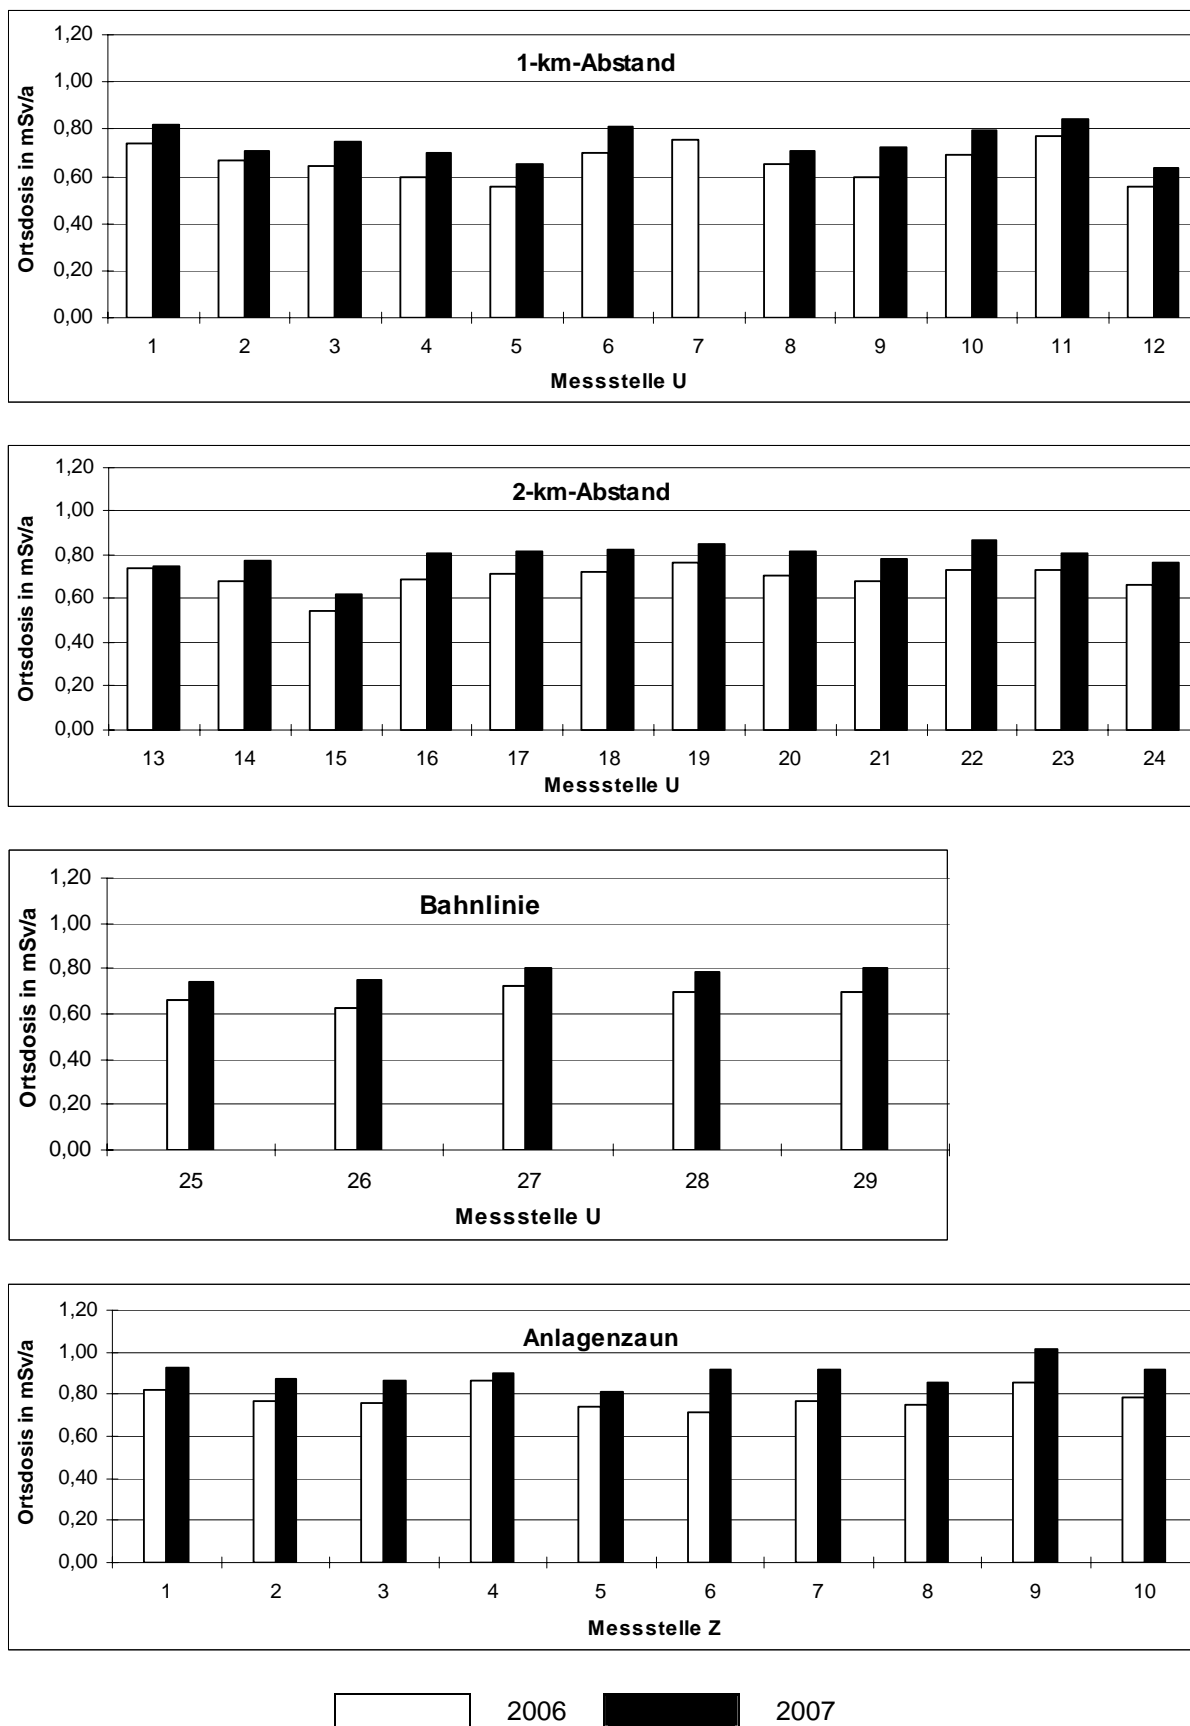 1-km-Abstand
Ortsdosis in mSv/a
1,20
1,00
0,80
0,60
0,40
0,20
0,00
1 2 3 4 5 6 7 8 9 10 11 12
Messstelle U
2-km-Abstand
Ortsdosis in mSv/a
1,20
1,00
0,80
0,60
0,40
0,20
0,00
13 14 15 16 17 18 19 20 21 22 23 24
Messstelle U
Bahnlinie
Ortsdosis in mSv/a
1,20
1,00
0,80
0,60
0,40
0,20
0,00
25 26 27 28 29
Messstelle U
Anlagenzaun
Ortsdosis in mSv/a
1,20
1,00
0,80
0,60
0,40
0,20
0,00
1 2 3 4 5 6 7 8 9 10
Messstelle Z
2006 2007